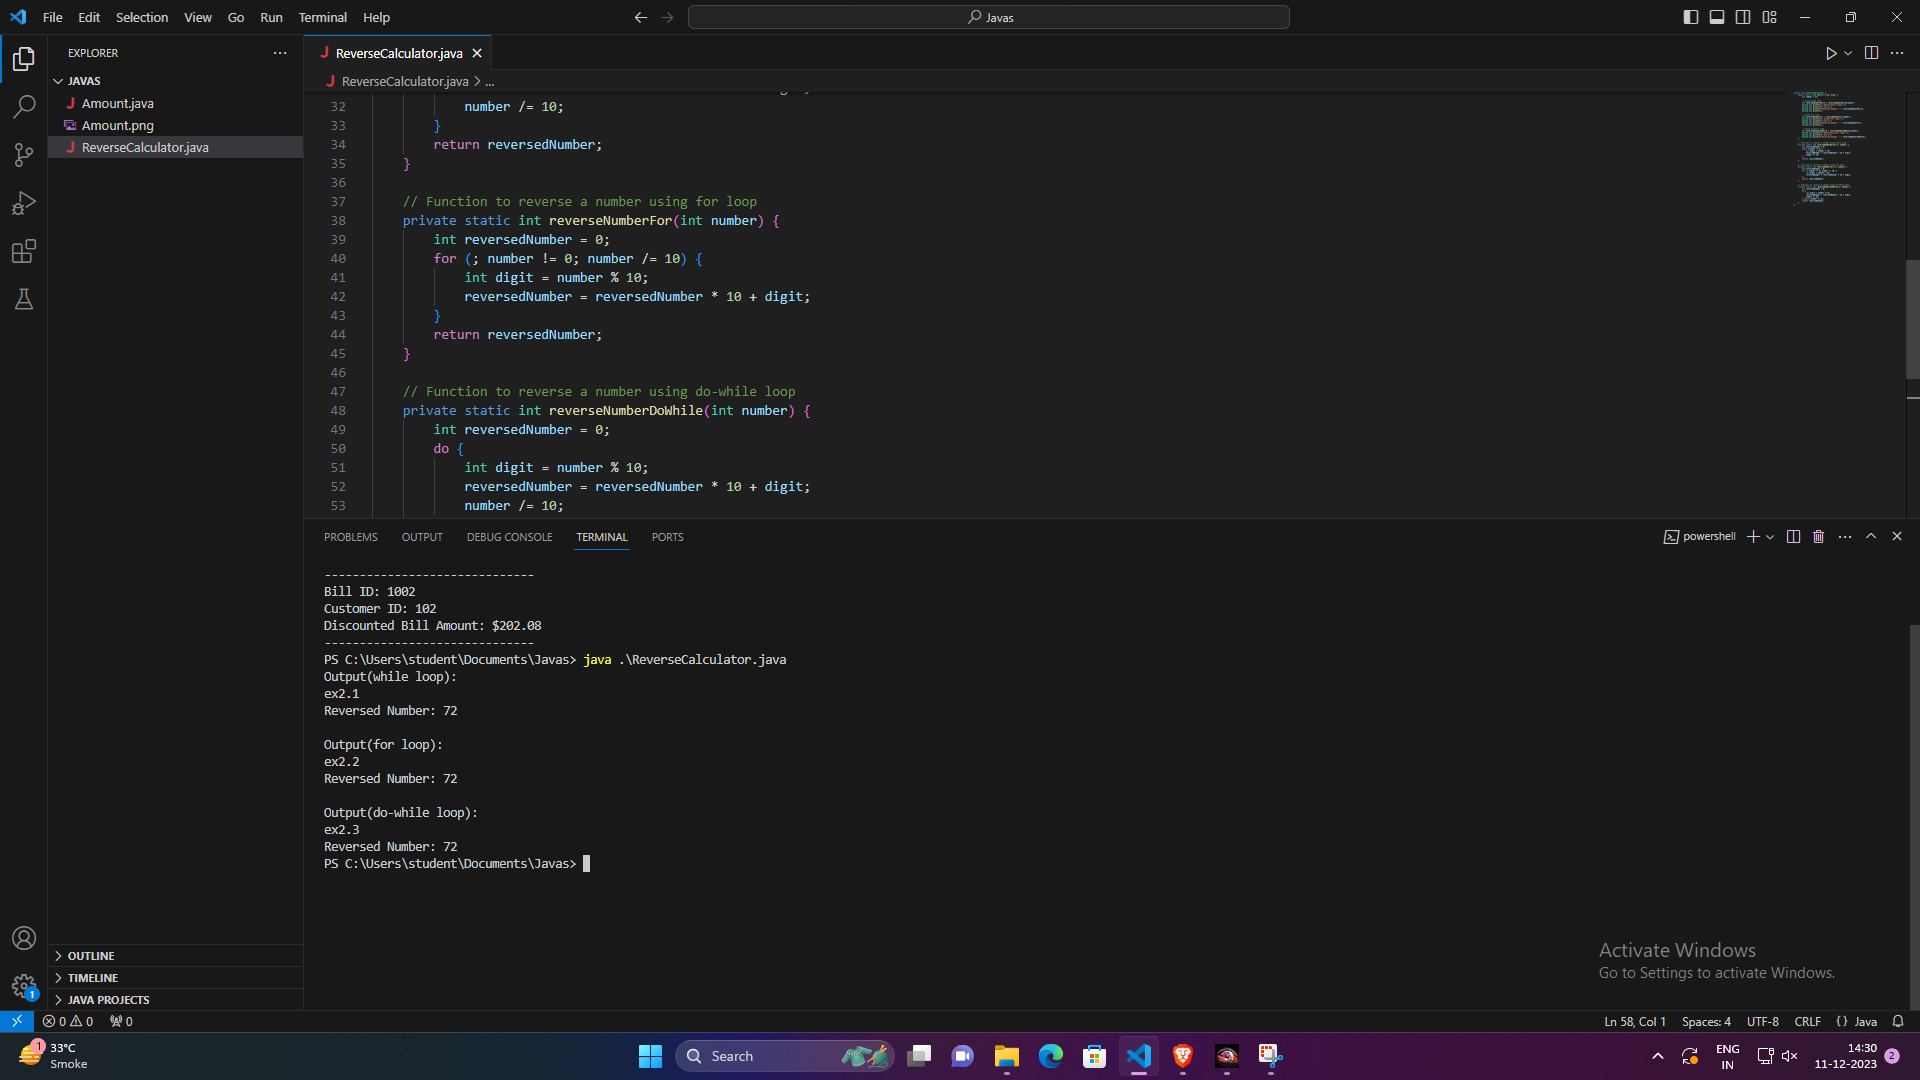 File Edit Selection View Go Run Terminal Help
Javas
EXPLORER
JAVAS
J Amount.java
Amount.png
J ReverseCalculator.java
OUTLINE
TIMELINE
JAVA PROJECTS
J ReverseCalculator.java
J ReverseCalculator.java > ...
32 number /= 10;
33 }
34 return reversedNumber;
35 }
36
37 // Function to reverse a number using for loop
38 private static int reverseNumberFor(int number) {
39 int reversedNumber = 0;
40 for (; number != 0; number /= 10) {
41 int digit = number % 10;
42 reversedNumber = reversedNumber * 10 + digit;
43 }
44 return reversedNumber;
45 }
46
47 // Function to reverse a number using do-while loop
48 private static int reverseNumberDoWhile(int number) {
49 int reversedNumber = 0;
50 do {
51 int digit = number % 10;
52 reversedNumber = reversedNumber * 10 + digit;
53 number /= 10;
PROBLEMS OUTPUT DEBUG CONSOLE TERMINAL PORTS
powershell
------------------------------
Bill ID: 1002
Customer ID: 102
Discounted Bill Amount: $202.08
------------------------------
PS C:\Users\student\Documents\Javas> java .\ReverseCalculator.java
Output(while loop):
ex2.1
Reversed Number: 72
Output(for loop):
ex2.2
Reversed Number: 72
Output(do-while loop):
ex2.3
Reversed Number: 72
PS C:\Users\student\Documents\Javas>
Activate Windows
Go to Settings to activate Windows.
1
0 0 0
Ln 58, Col 1 Spaces: 4 UTF-8 CRLF {} Java
1
33°C
Smoke
Search
ENG
IN
14:30
11-12-2023
2